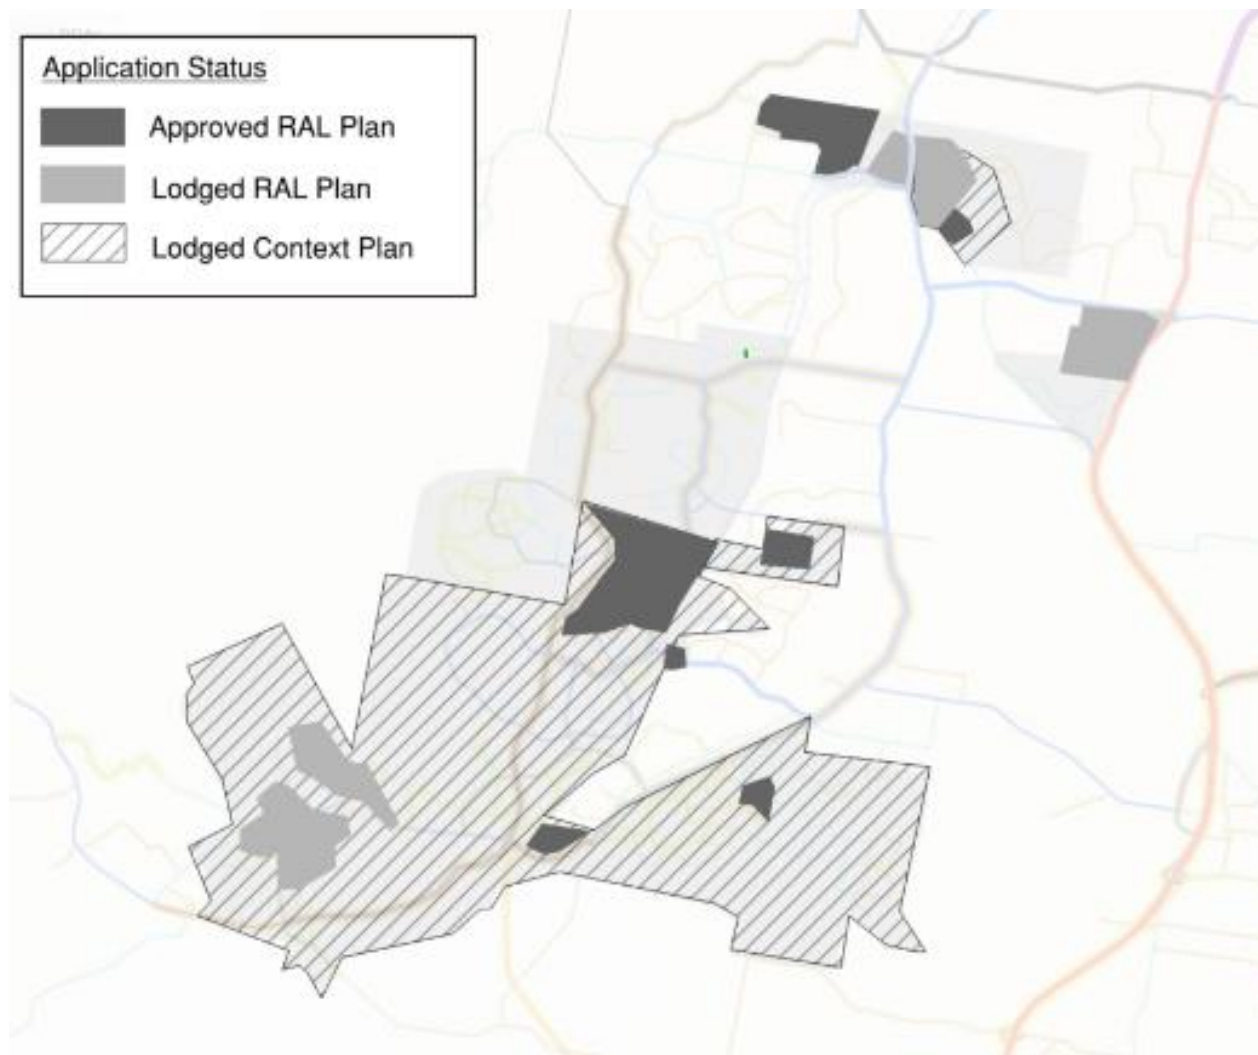 Application Status
Approved RAL Plan
Lodged RAL Plan
Lodged Context Plan